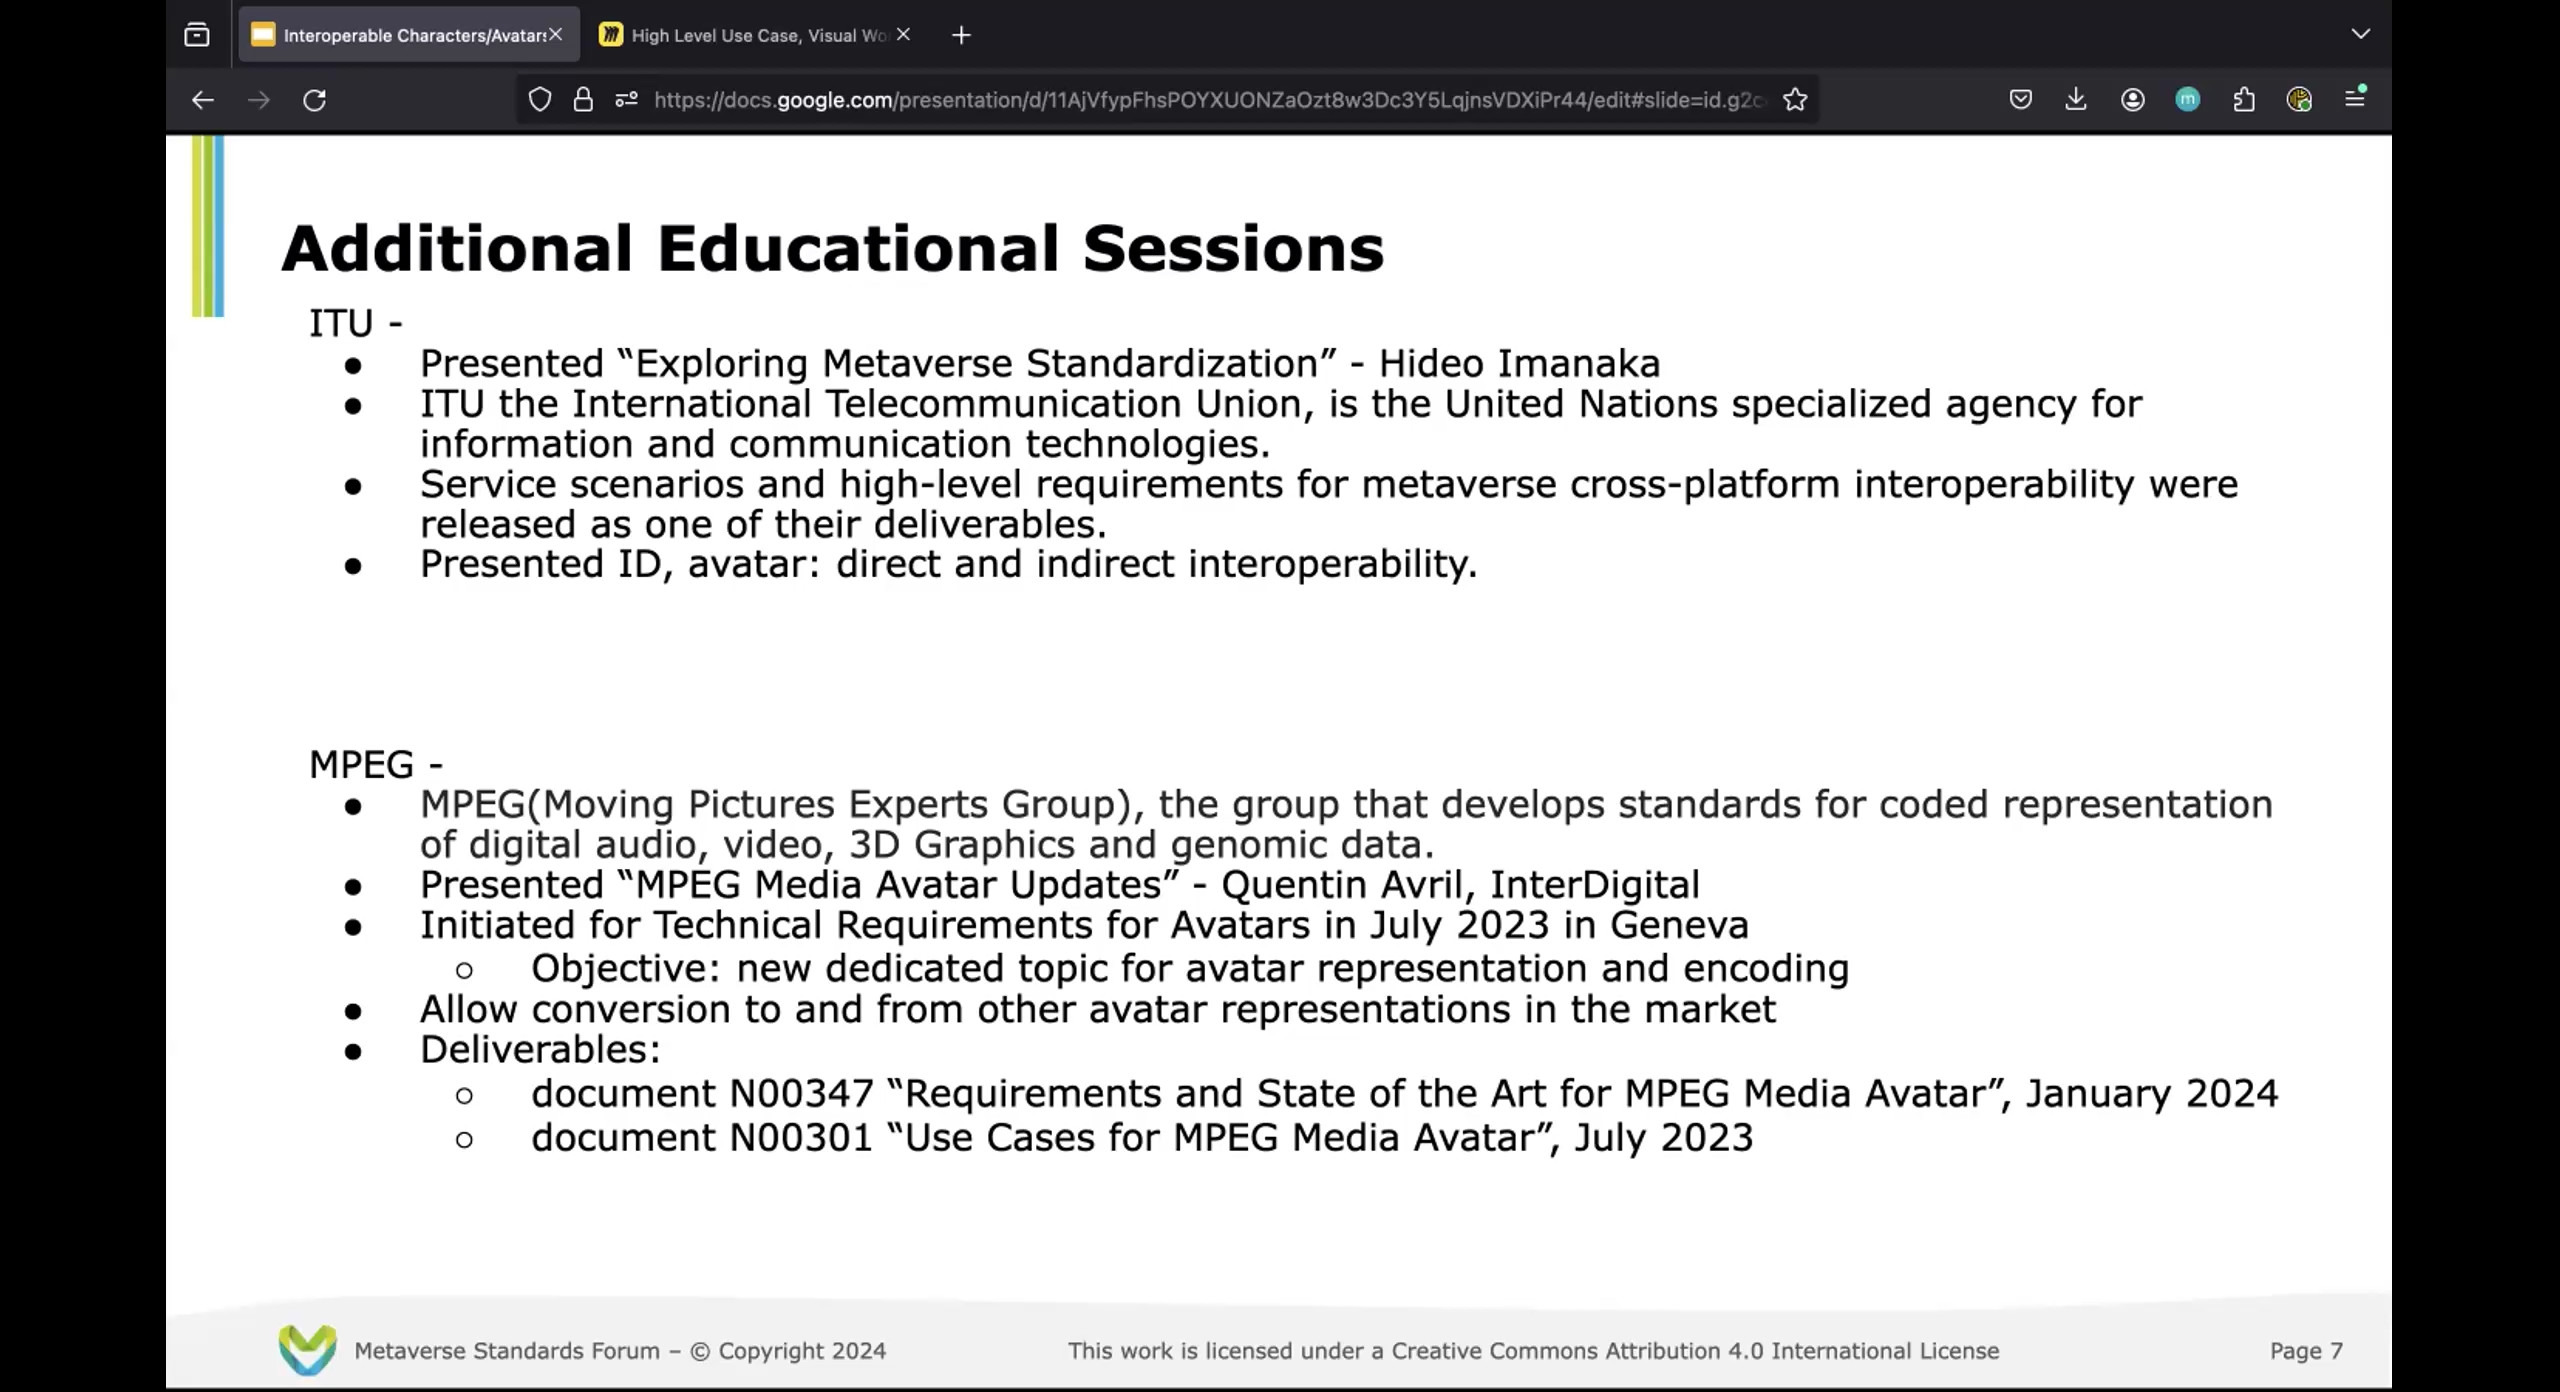 Interoperable Characters/Avatars
High Level Use Case, Visual Wo
https://docs.google.com/presentation/d/11AjVfypFhsPOYXUONZaOzt8w3Dc3Y5LqjnsVDXiPr44/edit#slide=id.g2c
m
Additional Educational Sessions
ITU -
● Presented “Exploring Metaverse Standardization” - Hideo Imanaka
● ITU the International Telecommunication Union, is the United Nations specialized agency for
information and communication technologies.
● Service scenarios and high-level requirements for metaverse cross-platform interoperability were
released as one of their deliverables.
● Presented ID, avatar: direct and indirect interoperability.
MPEG -
● MPEG(Moving Pictures Experts Group), the group that develops standards for coded representation
of digital audio, video, 3D Graphics and genomic data.
● Presented “MPEG Media Avatar Updates” - Quentin Avril, InterDigital
● Initiated for Technical Requirements for Avatars in July 2023 in Geneva
○ Objective: new dedicated topic for avatar representation and encoding
● Allow conversion to and from other avatar representations in the market
● Deliverables:
○ document N00347 “Requirements and State of the Art for MPEG Media Avatar”, January 2024
○ document N00301 “Use Cases for MPEG Media Avatar”, July 2023
Metaverse Standards Forum – © Copyright 2024
This work is licensed under a Creative Commons Attribution 4.0 International License
Page 7